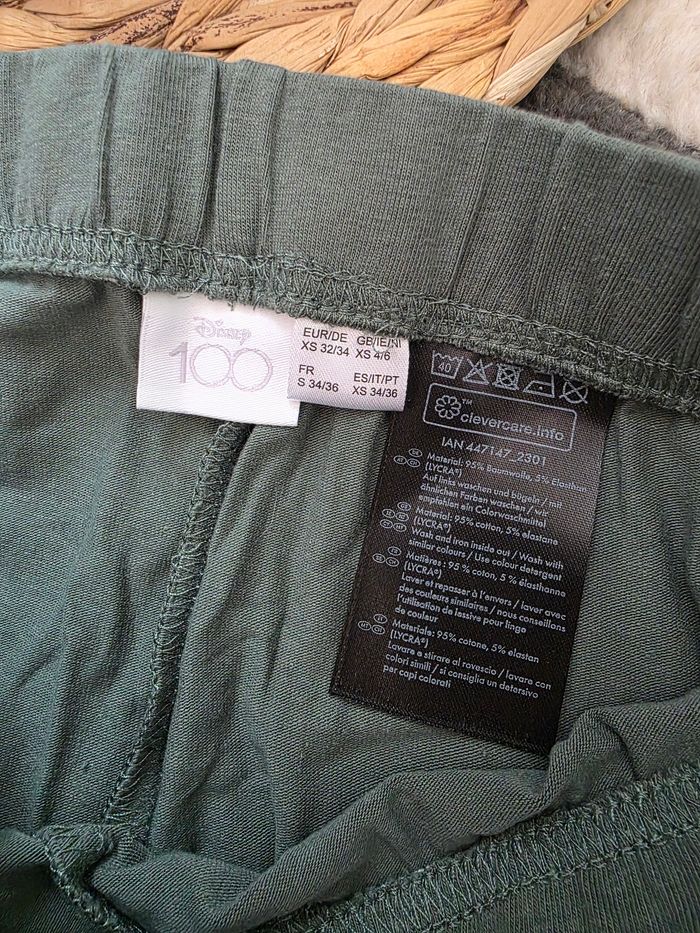 Disney
100
EUR/DE GB/IE/NI
XS 32/34 XS 4/6
FR ES/IT/PT
S 34/36 XS 34/36
40
clevercare.info™
IAN 447147_2301
Material: 95% Baumwolle, 5% Elasthan
(LYCRA®)
Auf links waschen und bügeln / mit
ähnlichen Farben waschen / wir
empfehlen ein Colorwaschmittel
Material: 95% cotton, 5% elastane
(LYCRA®)
Wash and iron inside out / Wash with
similar colours / Use colour detergent
FR Matières: 95 % coton, 5 % élasthanne
(LYCRA®)
Laver et repasser à l'envers / laver avec
des couleurs similaires / nous conseillons
l'utilisation de lessive pour linge
de couleur
Materiale: 95% cotone, 5% elastan
(LYCRA®)
Lavare e stirare al rovescio / lavare con
colori simili / si consiglia un detersivo
per capi colorati